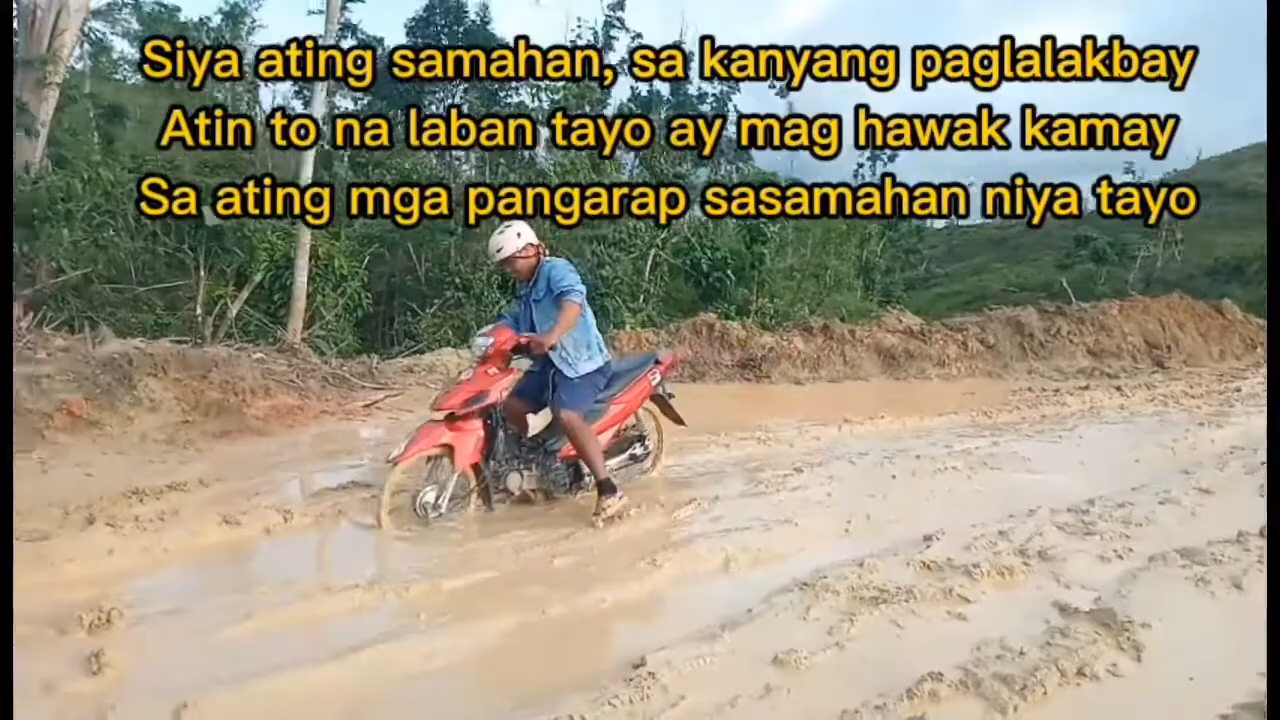 Siya ating samahan, sa kanyang paglalakbay
Atin to na laban tayo ay mag hawak kamay
Sa ating mga pangarap sasamahan niya tayo